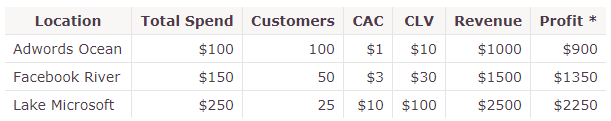 Location Total Spend Customers CAC CLV Revenue Profit *
Adwords Ocean $100 100 $1 $10 $1000 $900
Facebook River $150 50 $3 $30 $1500 $1350
Lake Microsoft $250 25 $10 $100 $2500 $2250